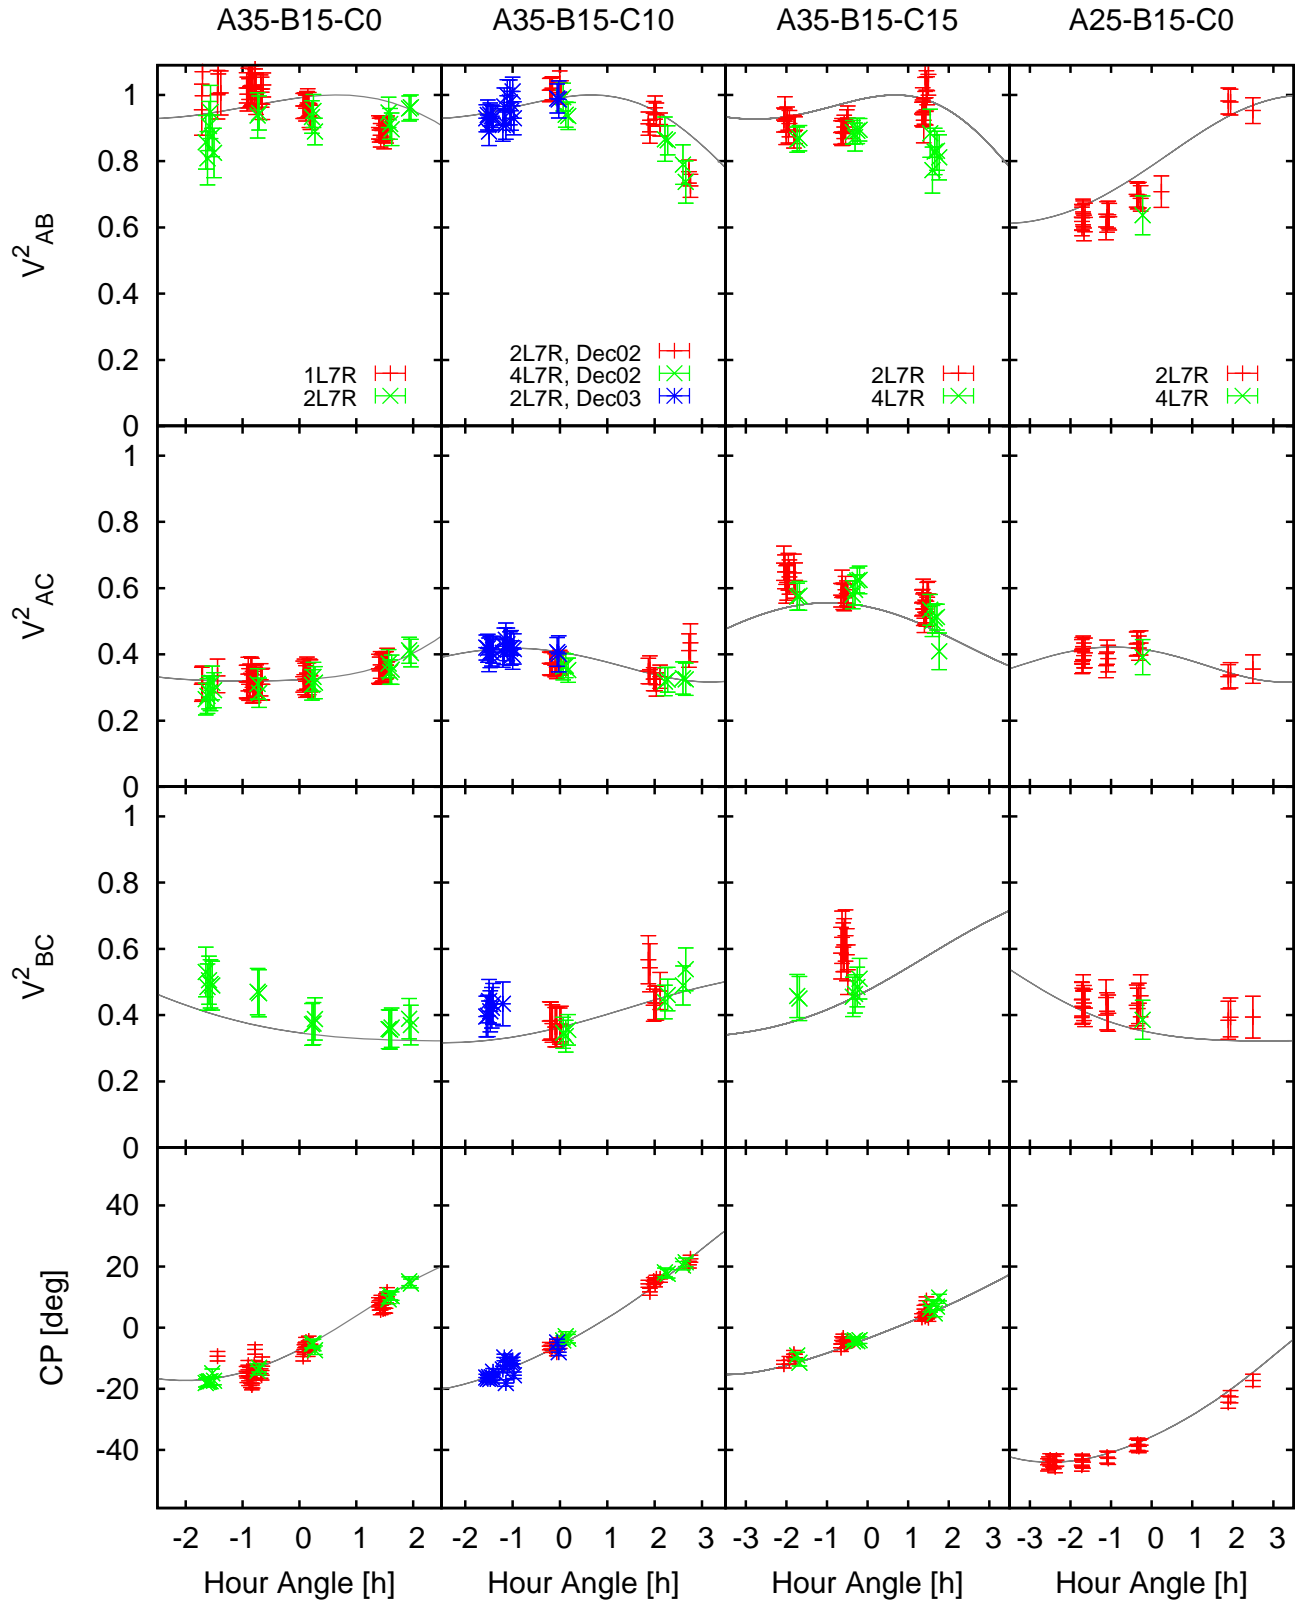 A35-B15-C0 A35-B15-C10 A35-B15-C15 A25-B15-C0
1
0.8
0.6
0.4
0.2
0
V²AB
1L7R
2L7R
2L7R, Dec02
4L7R, Dec02
2L7R, Dec03
2L7R
4L7R
2L7R
4L7R
1
0.8
0.6
0.4
0.2
0
V²AC
1
0.8
0.6
0.4
0.2
0
V²BC
40
20
0
-20
-40
CP [deg]
-2 -1 0 1 2 -2 -1 0 1 2 3 -3 -2 -1 0 1 2 3 -3 -2 -1 0 1 2 3
Hour Angle [h] Hour Angle [h] Hour Angle [h] Hour Angle [h]